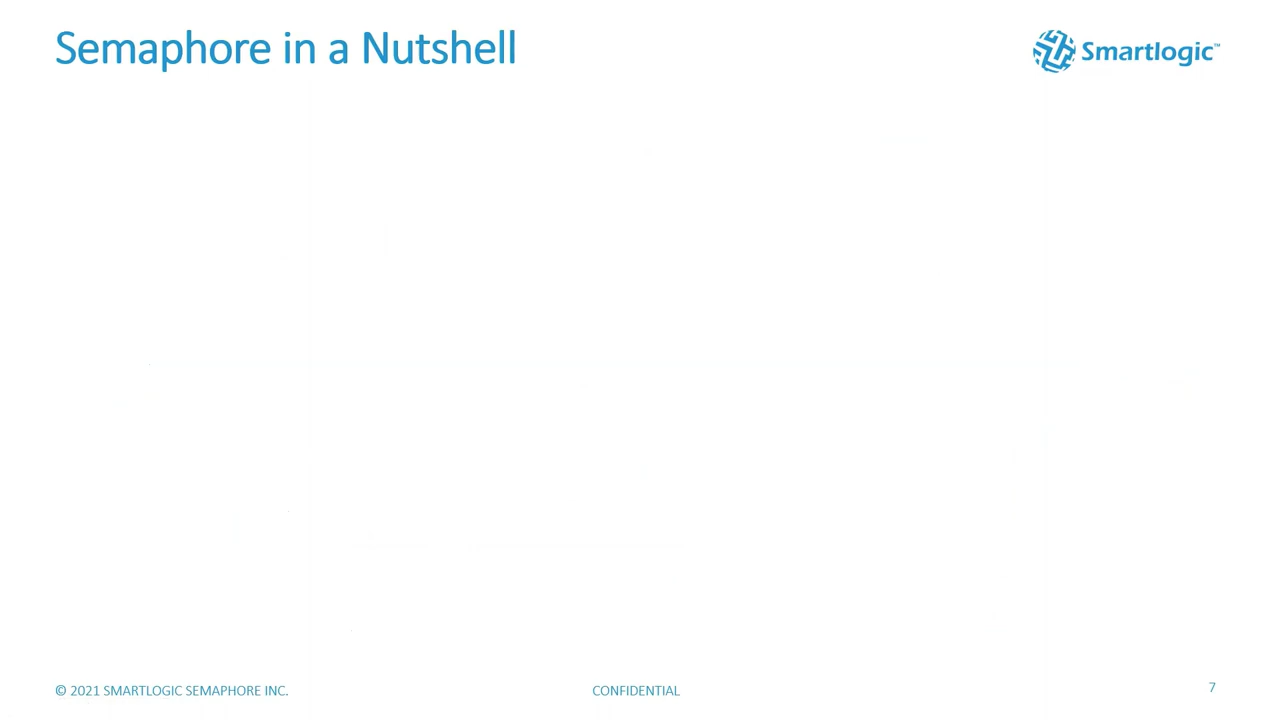 Semaphore in a Nutshell
Smartlogic™
© 2021 SMARTLOGIC SEMAPHORE INC.
CONFIDENTIAL
7